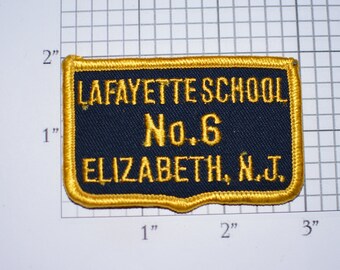 2"
LAFAYETTE SCHOOL
No.6
1"
ELIZABETH, N.J.
1" 2" 3"